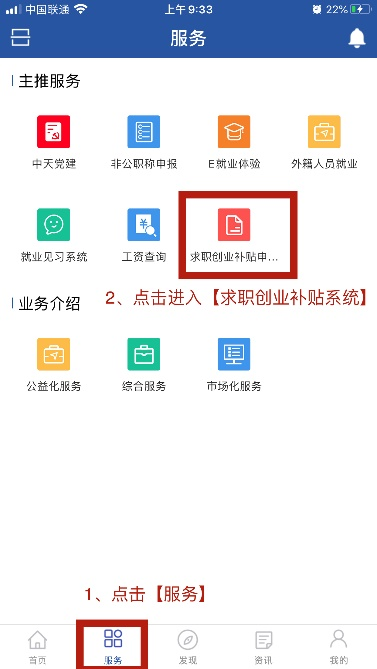 中国联通
上午9:33
22%
服务
主推服务
中天党建
非公职称申报
E就业体验
外籍人员就业
就业见习系统
工资查询
求职创业补贴申...
2、点击进入【求职创业补贴系统】
业务介绍
公益化服务
综合服务
市场化服务
1、点击【服务】
首页
服务
发现
资讯
我的